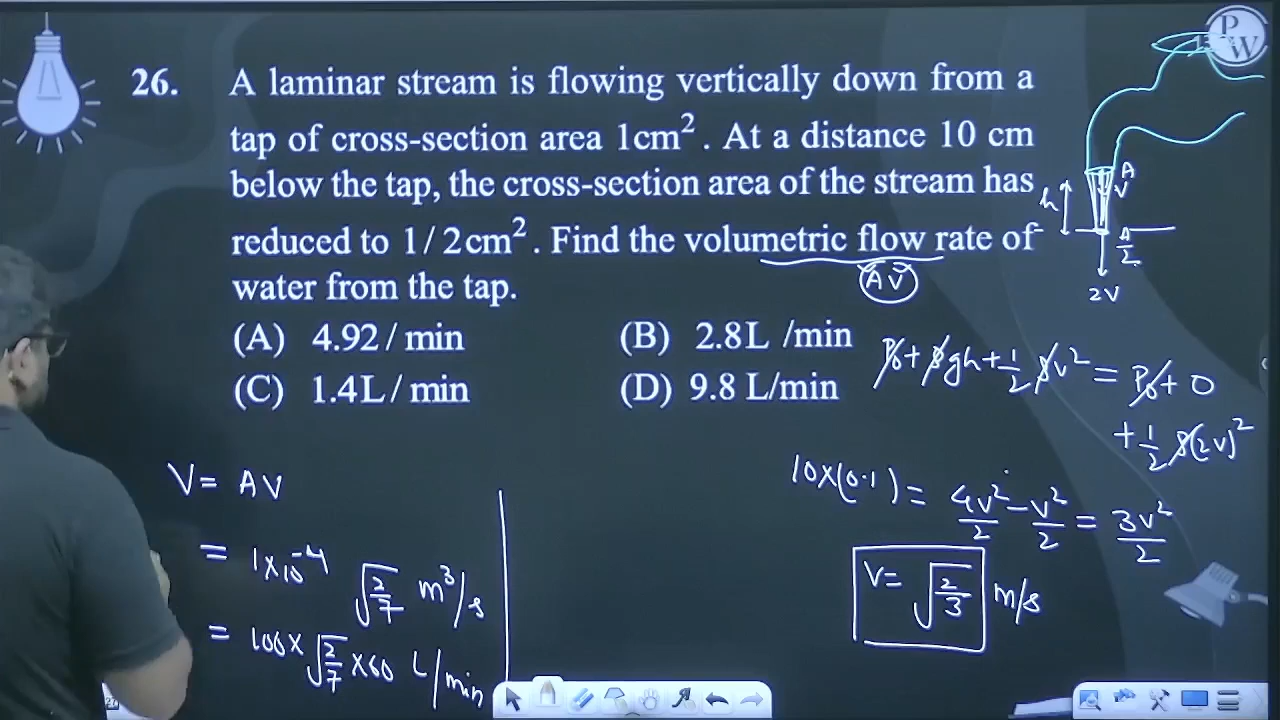 26. A laminar stream is flowing vertically down from a
tap of cross-section area 1cm². At a distance 10 cm
below the tap, the cross-section area of the stream has
reduced to 1/2cm². Find the volumetric flow rate of
water from the tap.
(A) 4.92/ min
(B) 2.8L /min
(C) 1.4L/ min
(D) 9.8 L/min
PW
A
V
h
A/2
2V
AV
P₀ + ρgh + 1/2 ρv² = P₀ + 0
+ 1/2 ρ(2v)²
10×(0.1) = 4v²/2 - v²/2 = 3v²/2
V = √2/3 m/s
V = AV
= 1×10⁻⁴ √2/7 m³/s
= 100× √2/7 ×60 L/min